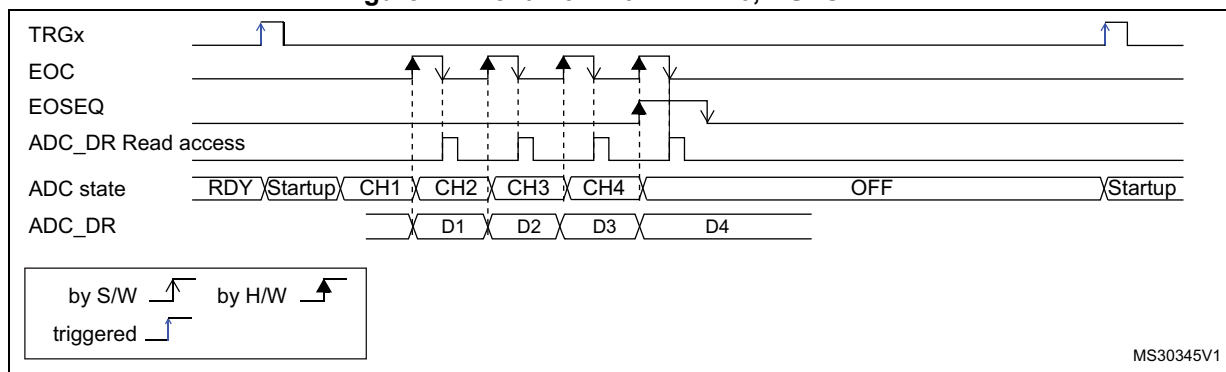 TRGx
EOC
EOSEQ
ADC_DR Read access
ADC state RDY Startup CH1 CH2 CH3 CH4 OFF Startup
ADC_DR D1 D2 D3 D4
by S/W by H/W
triggered
MS30345V1